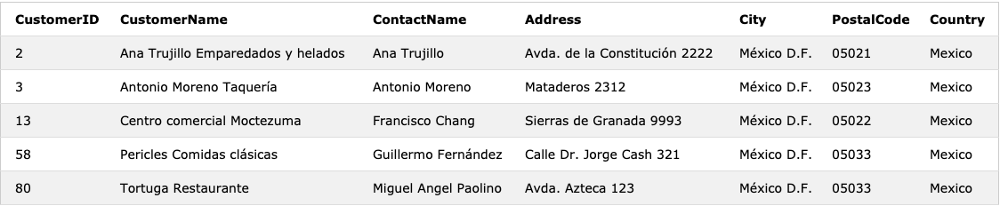 CustomerID CustomerName ContactName Address City PostalCode Country
2 Ana Trujillo Emparedados y helados Ana Trujillo Avda. de la Constitución 2222 México D.F. 05021 Mexico
3 Antonio Moreno Taquería Antonio Moreno Mataderos 2312 México D.F. 05023 Mexico
13 Centro comercial Moctezuma Francisco Chang Sierras de Granada 9993 México D.F. 05022 Mexico
58 Pericles Comidas clásicas Guillermo Fernández Calle Dr. Jorge Cash 321 México D.F. 05033 Mexico
80 Tortuga Restaurante Miguel Angel Paolino Avda. Azteca 123 México D.F. 05033 Mexico